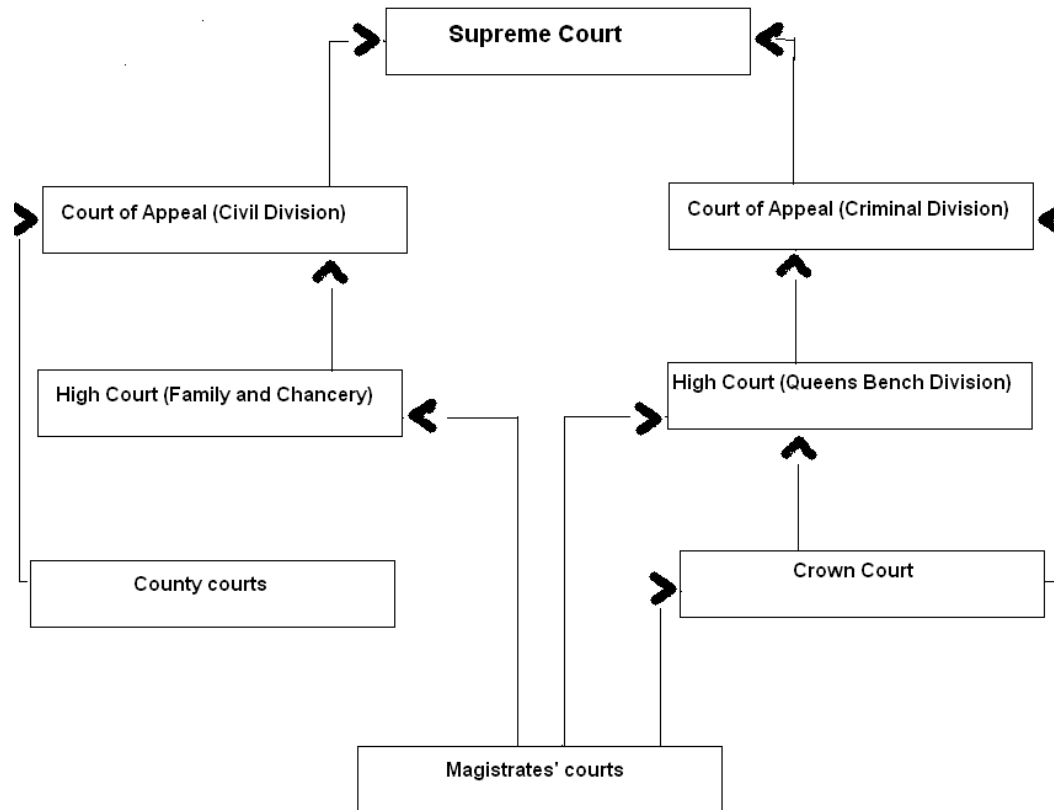 Supreme Court
Court of Appeal (Civil Division)
Court of Appeal (Criminal Division)
High Court (Family and Chancery)
High Court (Queens Bench Division)
County courts
Crown Court
Magistrates' courts